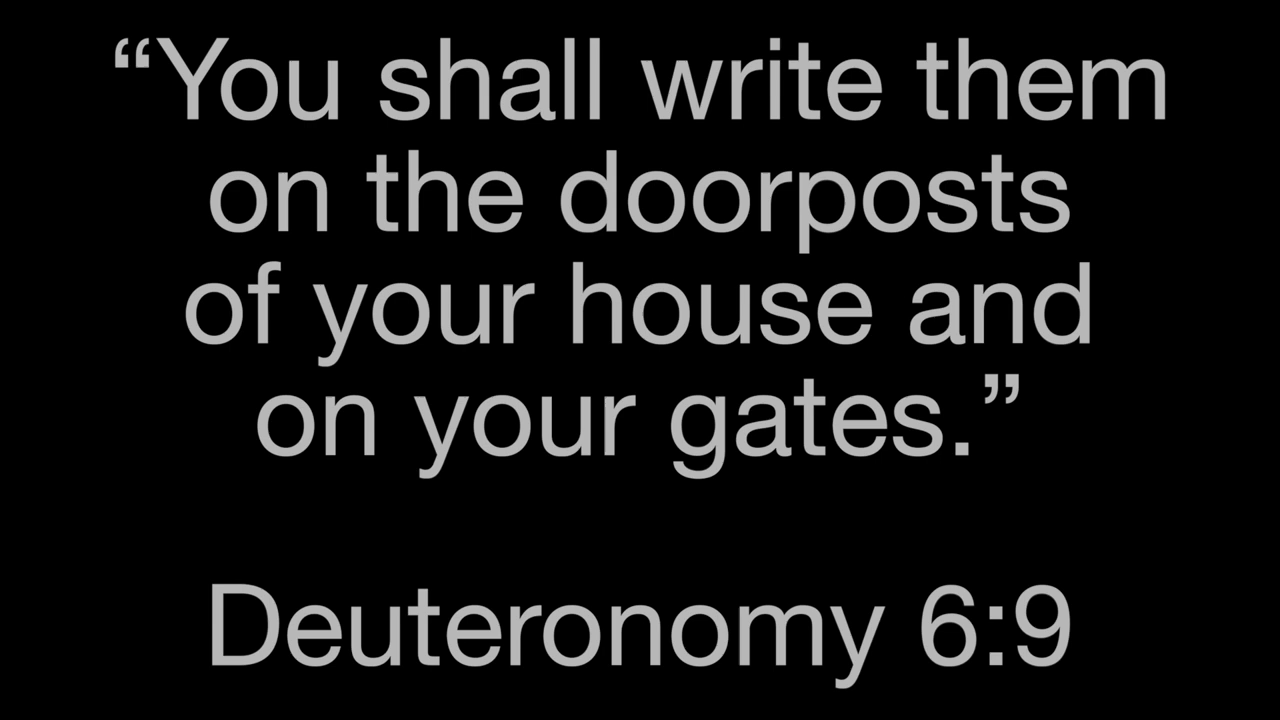 “You shall write them
on the doorposts
of your house and
on your gates.”
Deuteronomy 6:9